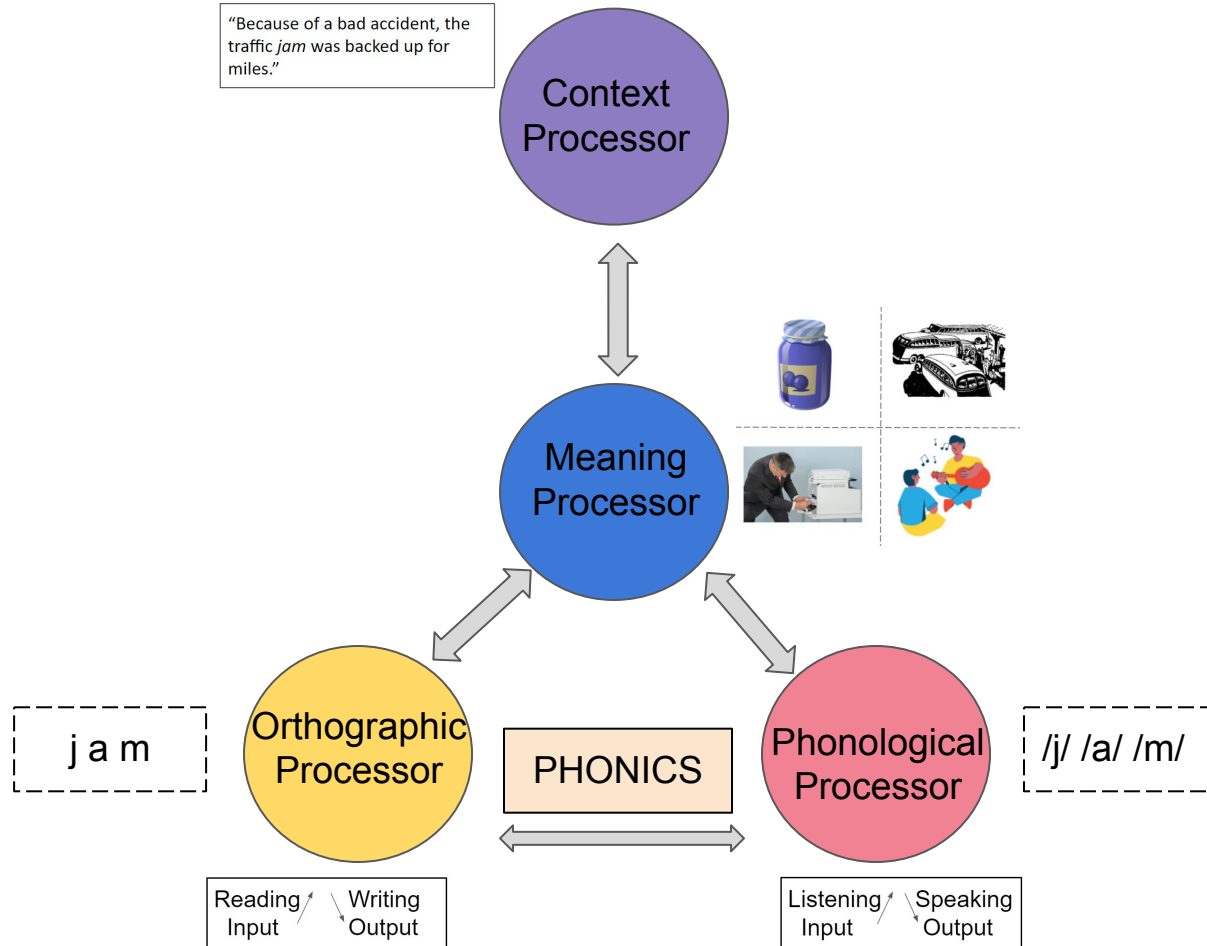 “Because of a bad accident, the
traffic jam was backed up for
miles.”
Context
Processor
Meaning
Processor
Orthographic
Processor
j a m
PHONICS
Phonological
Processor
/j/ /a/ /m/
Reading Writing
Input Output
Listening Speaking
Input Output